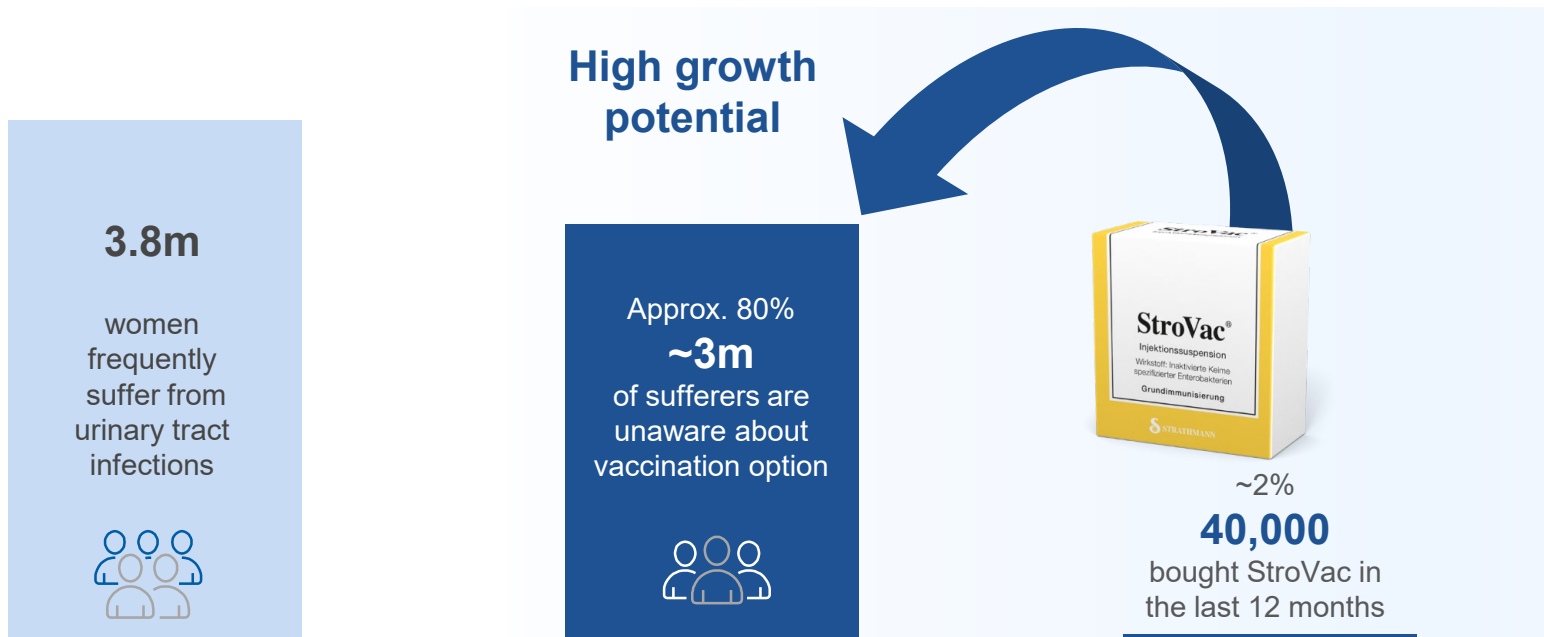 High growth
potential
3.8m
women
frequently
suffer from
urinary tract
infections
Approx. 80%
~3m
of sufferers are
unaware about
vaccination option
StroVac®
StroVac®
Injektionssuspension
Wirkstoff: Inaktivierte Keime
spezifizierter Enterobakterien
Grundimmunisierung
STRATHMANN
~2%
40,000
bought StroVac in
the last 12 months